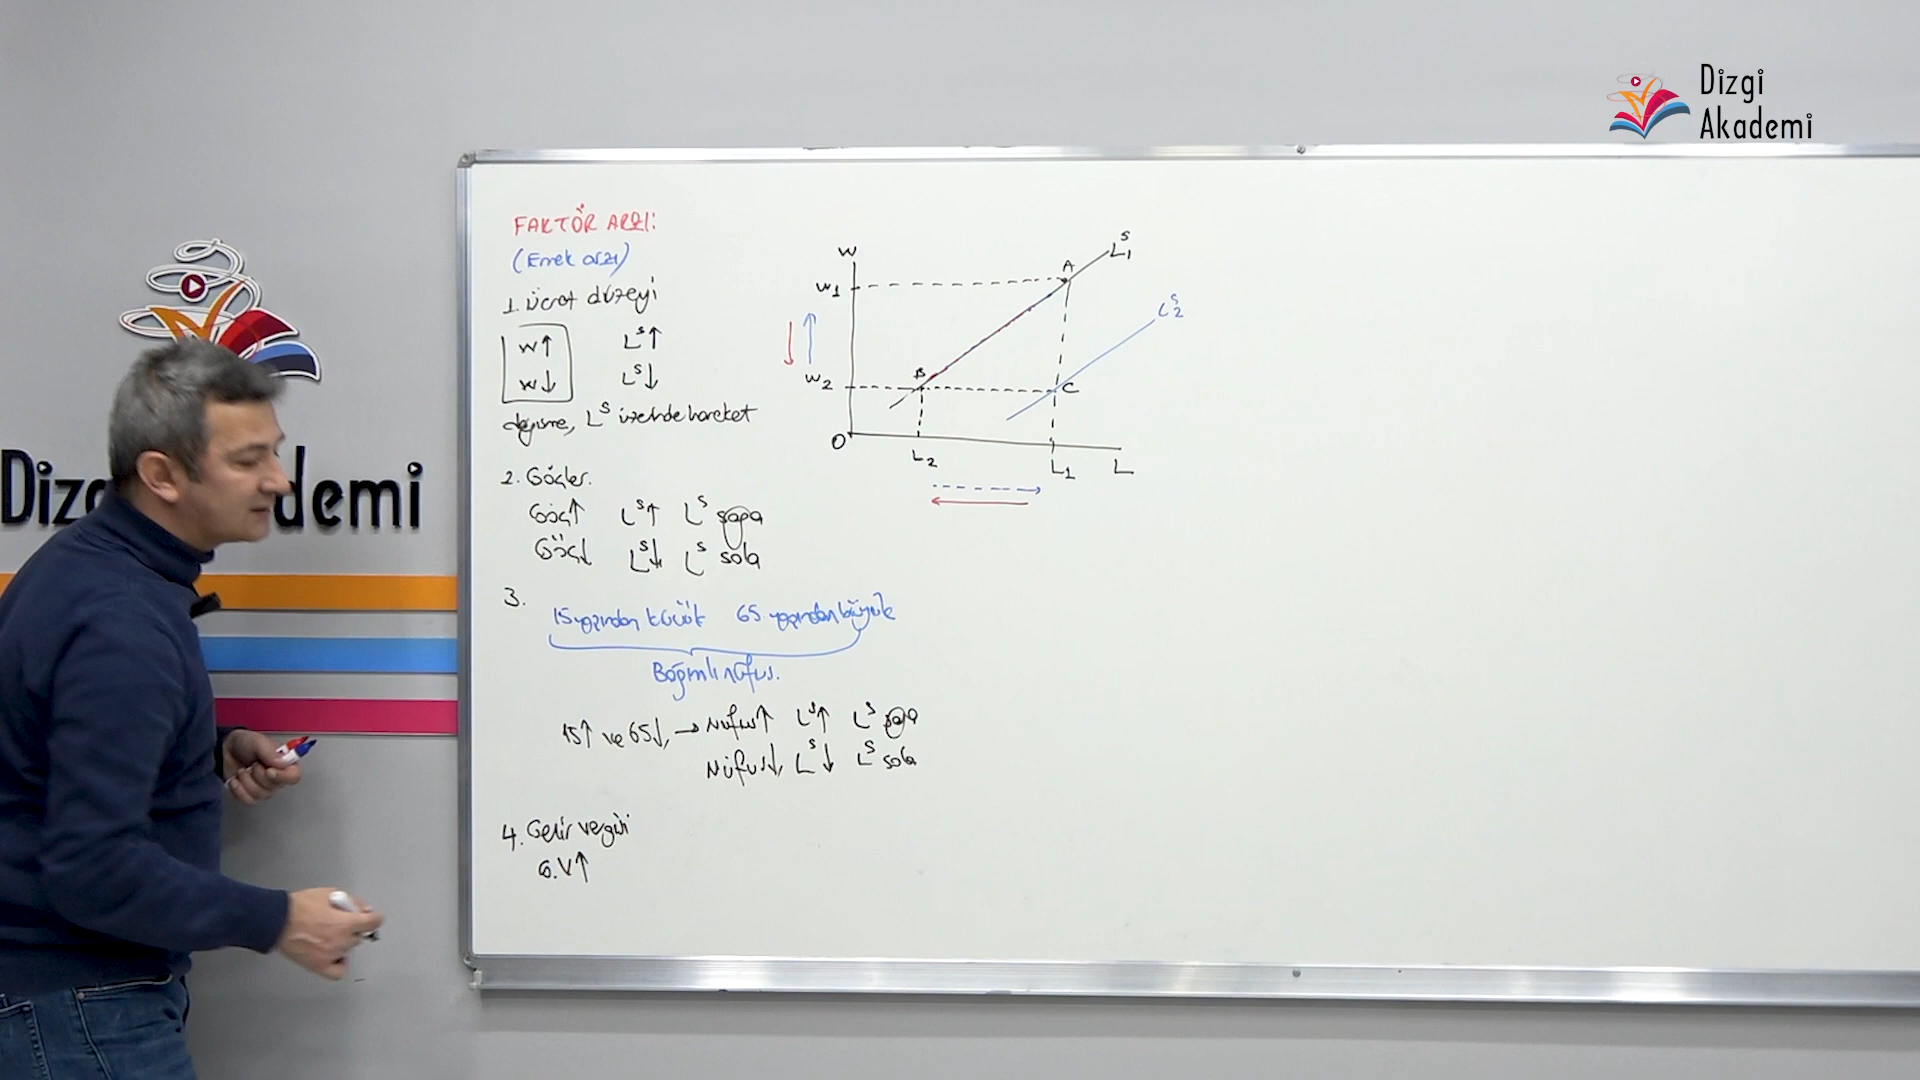 Dizgi
Akademi
Dizgi Akademi
FAKTÖR ARZI:
(Emek arzı)
1. Ücret düzeyi
W↑ L^S↑
W↓ L^S↓
değişme, L^S üzerinde hareket
2. Göçler.
Göç↑ L^S↑ L^S sağa
Göç↓ L^S↓ L^S sola
3.
15 yaşından küçük 65 yaşından büyük
Bağımlı nüfus.
15↑ ve 65↓, → Nüfus↑ L^S↑ L^S sağa
Nüfus↓, L^S↓ L^S sola
4. Gelir vergisi
G.V↑
W
W1
W2
O
A
B
C
L^S1
L^S2
L2
L1
L